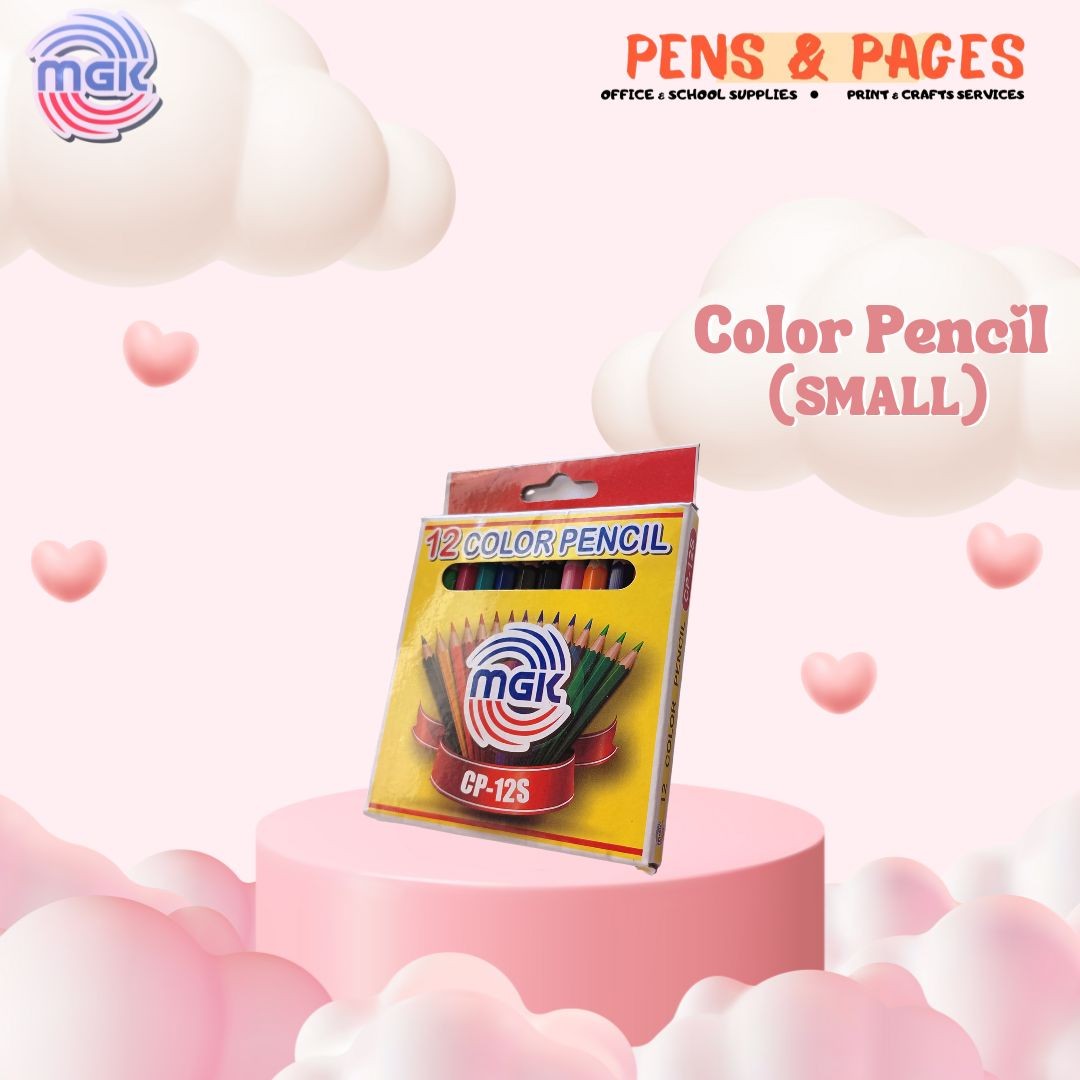 MGK
PENS & PAGES
OFFICE & SCHOOL SUPPLIES • PRINT & CRAFTS SERVICES
Color Pencil
(SMALL)
12 COLOR PENCIL
MGK
CP-12S
CP-12S
12 COLOR PENCIL